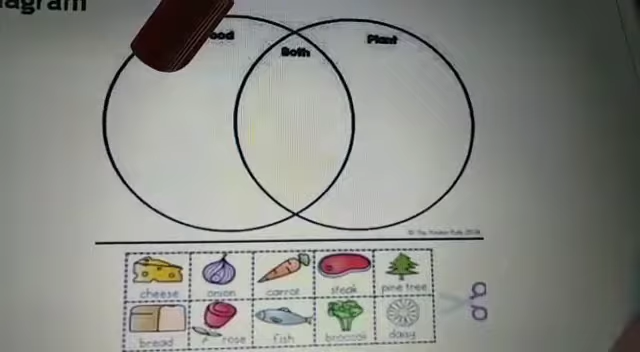 agram
ood
Both
Plant
cheese onion carrot steak pine tree
bread rose fish broccoli daisy